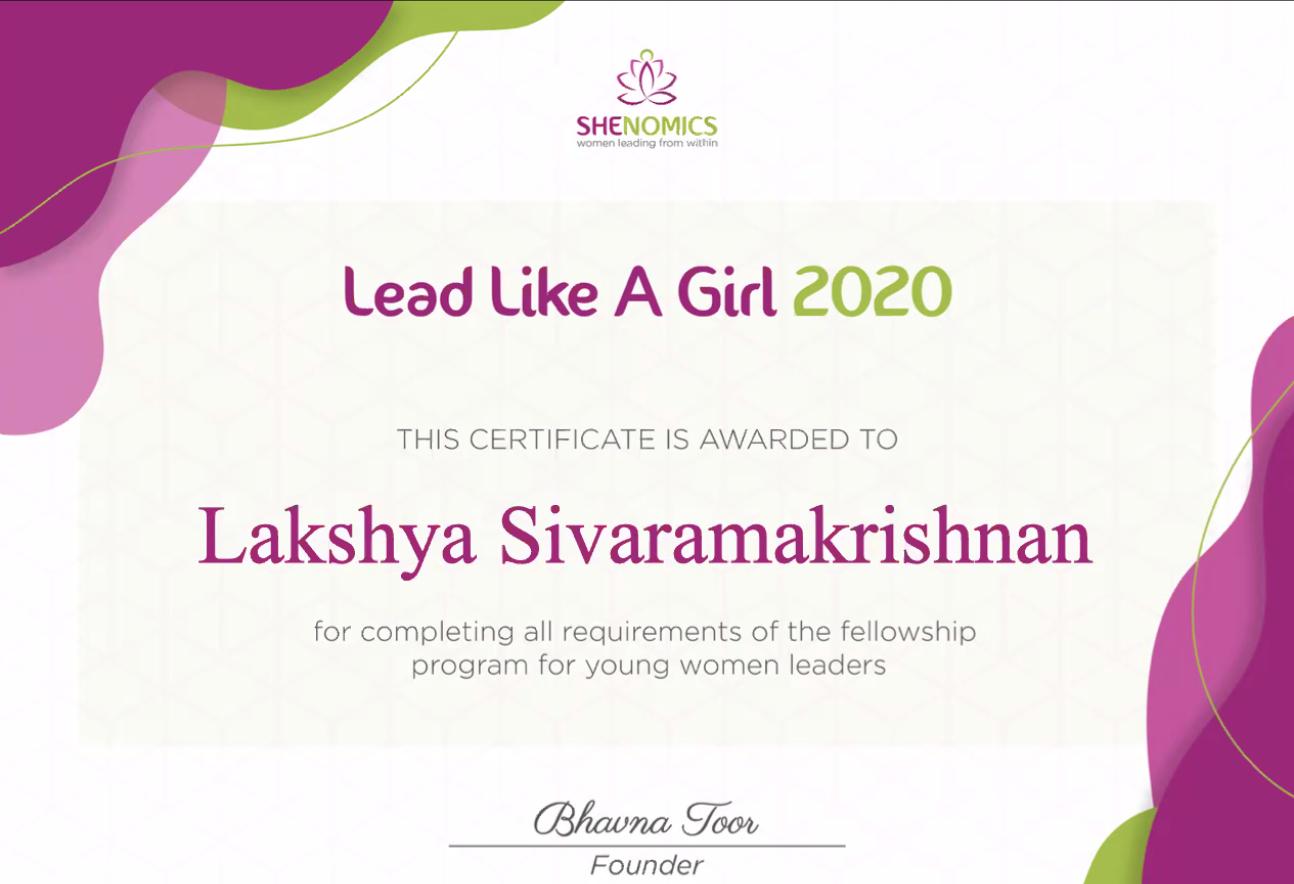 SHENOMICS
women leading from within
Lead Like A Girl 2020
THIS CERTIFICATE IS AWARDED TO
Lakshya Sivaramakrishnan
for completing all requirements of the fellowship
program for young women leaders
Bhavna Toor
Founder